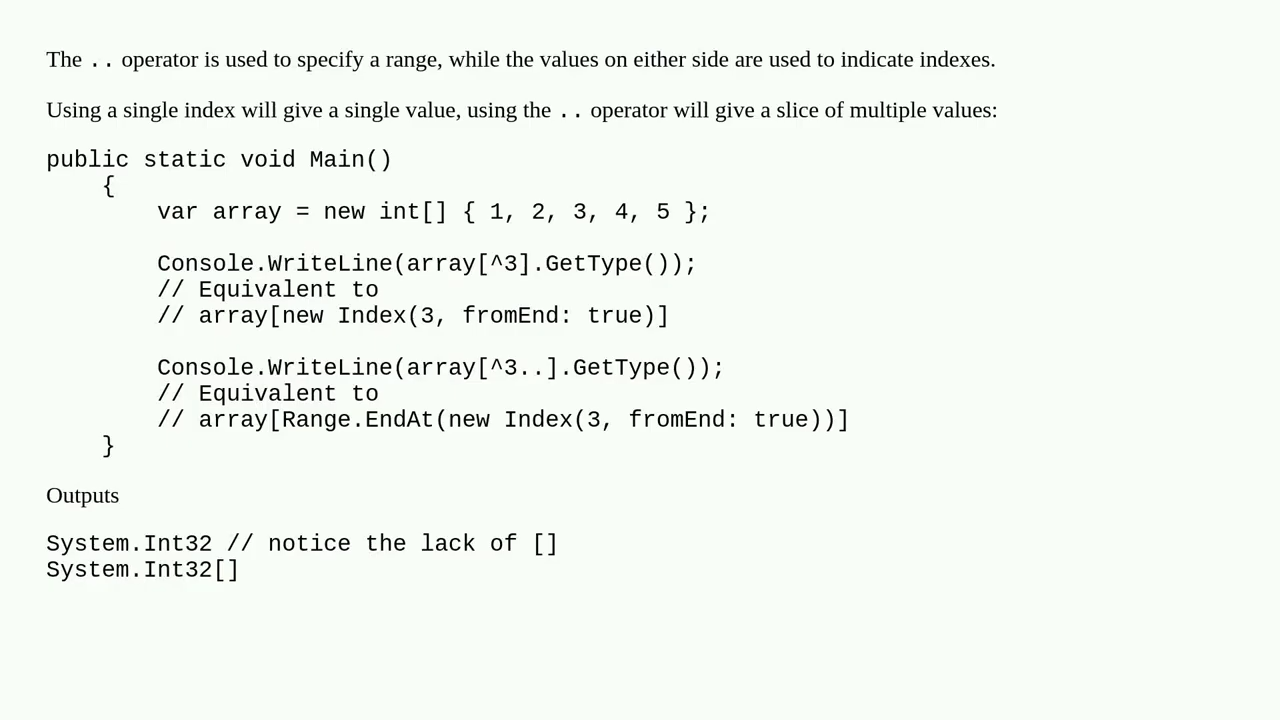 The .. operator is used to specify a range, while the values on either side are used to indicate indexes.
Using a single index will give a single value, using the .. operator will give a slice of multiple values:
public static void Main()
    {
        var array = new int[] { 1, 2, 3, 4, 5 };

        Console.WriteLine(array[^3].GetType());
        // Equivalent to
        // array[new Index(3, fromEnd: true)]

        Console.WriteLine(array[^3..].GetType());
        // Equivalent to
        // array[Range.EndAt(new Index(3, fromEnd: true))]
    }
Outputs
System.Int32 // notice the lack of []
System.Int32[]